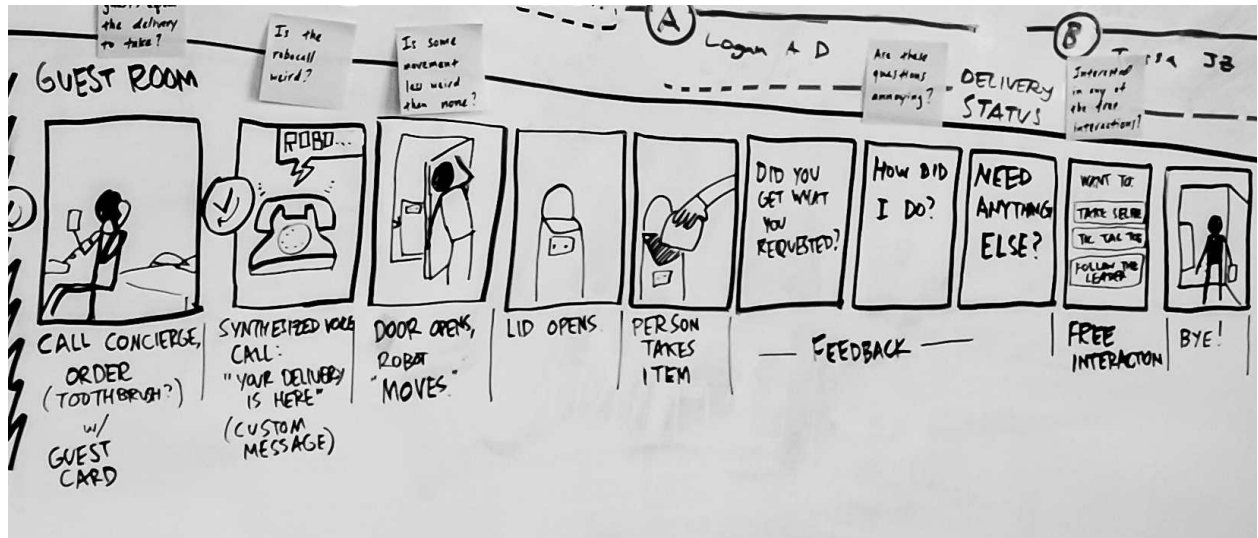 the delivery
to take?
Is the
robocall
weird?
Is some
movement
less weird
than none?
A
Logan A D
Are these
questions
annoying?
B
JB
Interested
in any of
the free
interactions?
GUEST ROOM
DELIVERY
STATUS
ROBO...
DID YOU
GET WHAT
YOU
REQUESTED?
HOW DID
I DO?
NEED
ANYTHING
ELSE?
WANT TO:
TAKE SELFIE
TIC TAC TOE
FOLLOW THE
LEADER
CALL CONCIERGE,
ORDER
(TOOTHBRUSH?)
w/
GUEST
CARD
SYNTHESIZED VOICE
CALL:
"YOUR DELIVERY
IS HERE"
(CUSTOM
MESSAGE)
DOOR OPENS,
ROBOT
"MOVES."
LID OPENS
PERSON
TAKES
ITEM
FEEDBACK
FREE
INTERACTION
BYE!